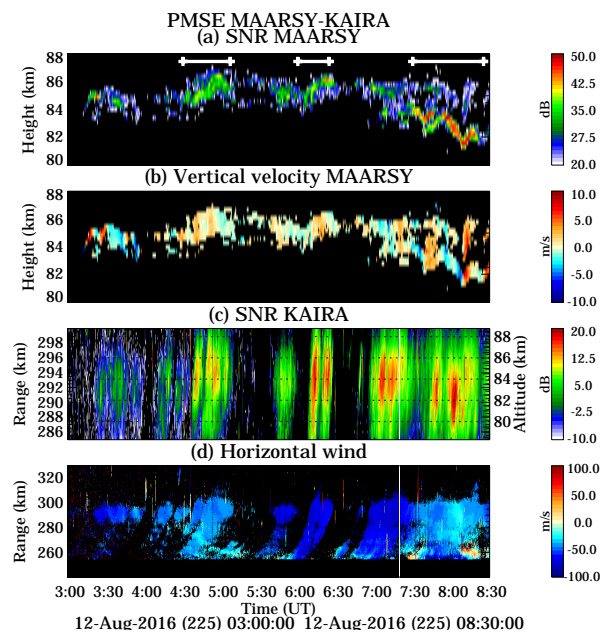 PMSE MAARSY-KAIRA
(a) SNR MAARSY
88
86
84
82
80
Height (km)
50.0
42.5
35.0
27.5
20.0
dB
(b) Vertical velocity MAARSY
88
86
84
82
80
Height (km)
10.0
5.0
0.0
-5.0
-10.0
m/s
(c) SNR KAIRA
298
296
294
292
290
288
286
Range (km)
88
86
84
82
80
Altitude (km)
20.0
12.5
5.0
-2.5
-10.0
dB
(d) Horizontal wind
320
300
280
260
Range (km)
100.0
50.0
0.0
-50.0
-100.0
m/s
3:00 3:30 4:00 4:30 5:00 5:30 6:00 6:30 7:00 7:30 8:00 8:30
Time (UT)
12-Aug-2016 (225) 03:00:00 12-Aug-2016 (225) 08:30:00